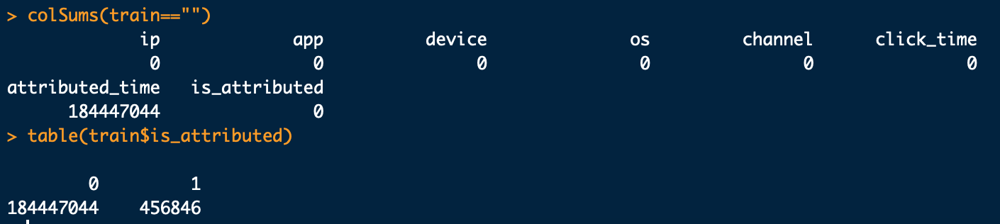 > colSums(train=="")
ip app device os channel click_time
0 0 0 0 0 0
attributed_time is_attributed
184447044 0
> table(train$is_attributed)
0 1
184447044 456846